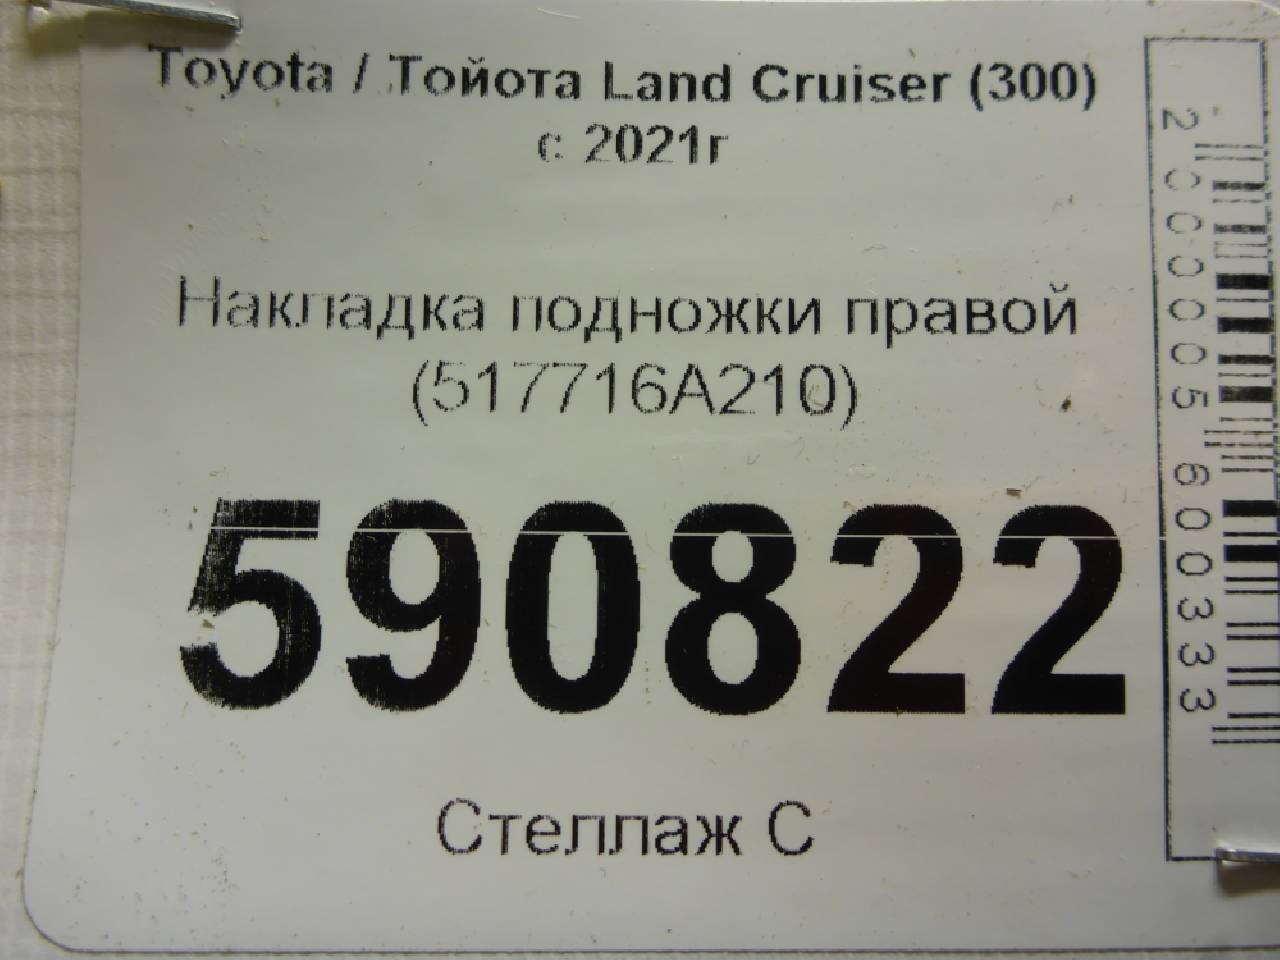 Toyota / Тойота Land Cruiser (300)
с 2021г
Накладка подножки правой
(517716A210)
590822
Стеллаж С
2000005600333